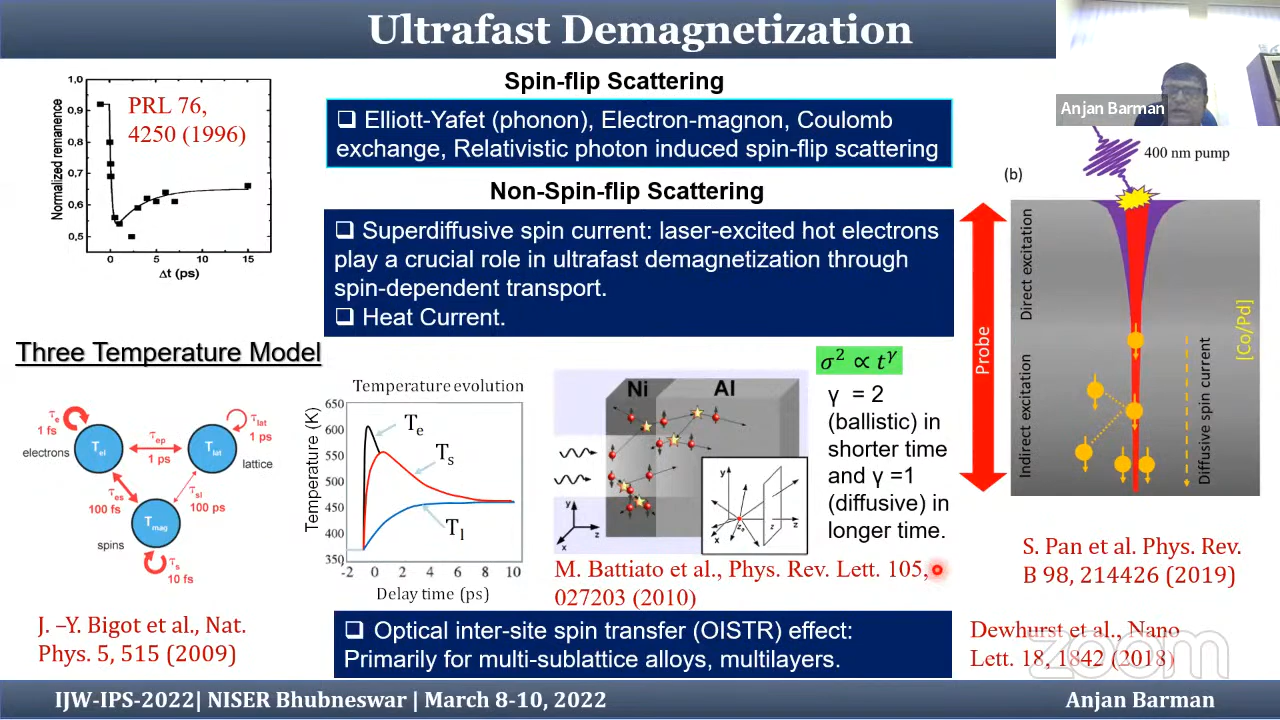 Ultrafast Demagnetization
Anjan Barman
1,0
0,9
0,8
0,7
0,6
0,5
Normalized remanence
PRL 76,
4250 (1996)
0
5
10
15
Δt (ps)
Spin-flip Scattering
❑ Elliott-Yafet (phonon), Electron-magnon, Coulomb
exchange, Relativistic photon induced spin-flip scattering
Non-Spin-flip Scattering
❑ Superdiffusive spin current: laser-excited hot electrons
play a crucial role in ultrafast demagnetization through
spin-dependent transport.
❑ Heat Current.
400 nm pump
(b)
Direct excitation
Indirect excitation
Probe
[Co/Pd]
Diffusive spin current
Three Temperature Model
τe
1 fs
electrons
Tel
τep
1 ps
Tlat
τlat
1 ps
lattice
τes
100 fs
τsl
100 ps
Tmag
spins
τs
10 fs
Temperature evolution
Temperature (K)
650
600
550
500
450
400
350
Te
Ts
Tl
-2
0
2
4
6
8
10
Delay time (ps)
Ni
Al
y
x
z
y
x
z₀
z
z
σ² ∝ tᵞ
γ = 2
(ballistic) in
shorter time
and γ =1
(diffusive) in
longer time.
M. Battiato et al., Phys. Rev. Lett. 105,
027203 (2010)
S. Pan et al. Phys. Rev.
B 98, 214426 (2019)
J. –Y. Bigot et al., Nat.
Phys. 5, 515 (2009)
❑ Optical inter-site spin transfer (OISTR) effect:
Primarily for multi-sublattice alloys, multilayers.
Dewhurst et al., Nano
Lett. 18, 1842 (2018)
zoom
IJW-IPS-2022| NISER Bhubneswar | March 8-10, 2022
Anjan Barman